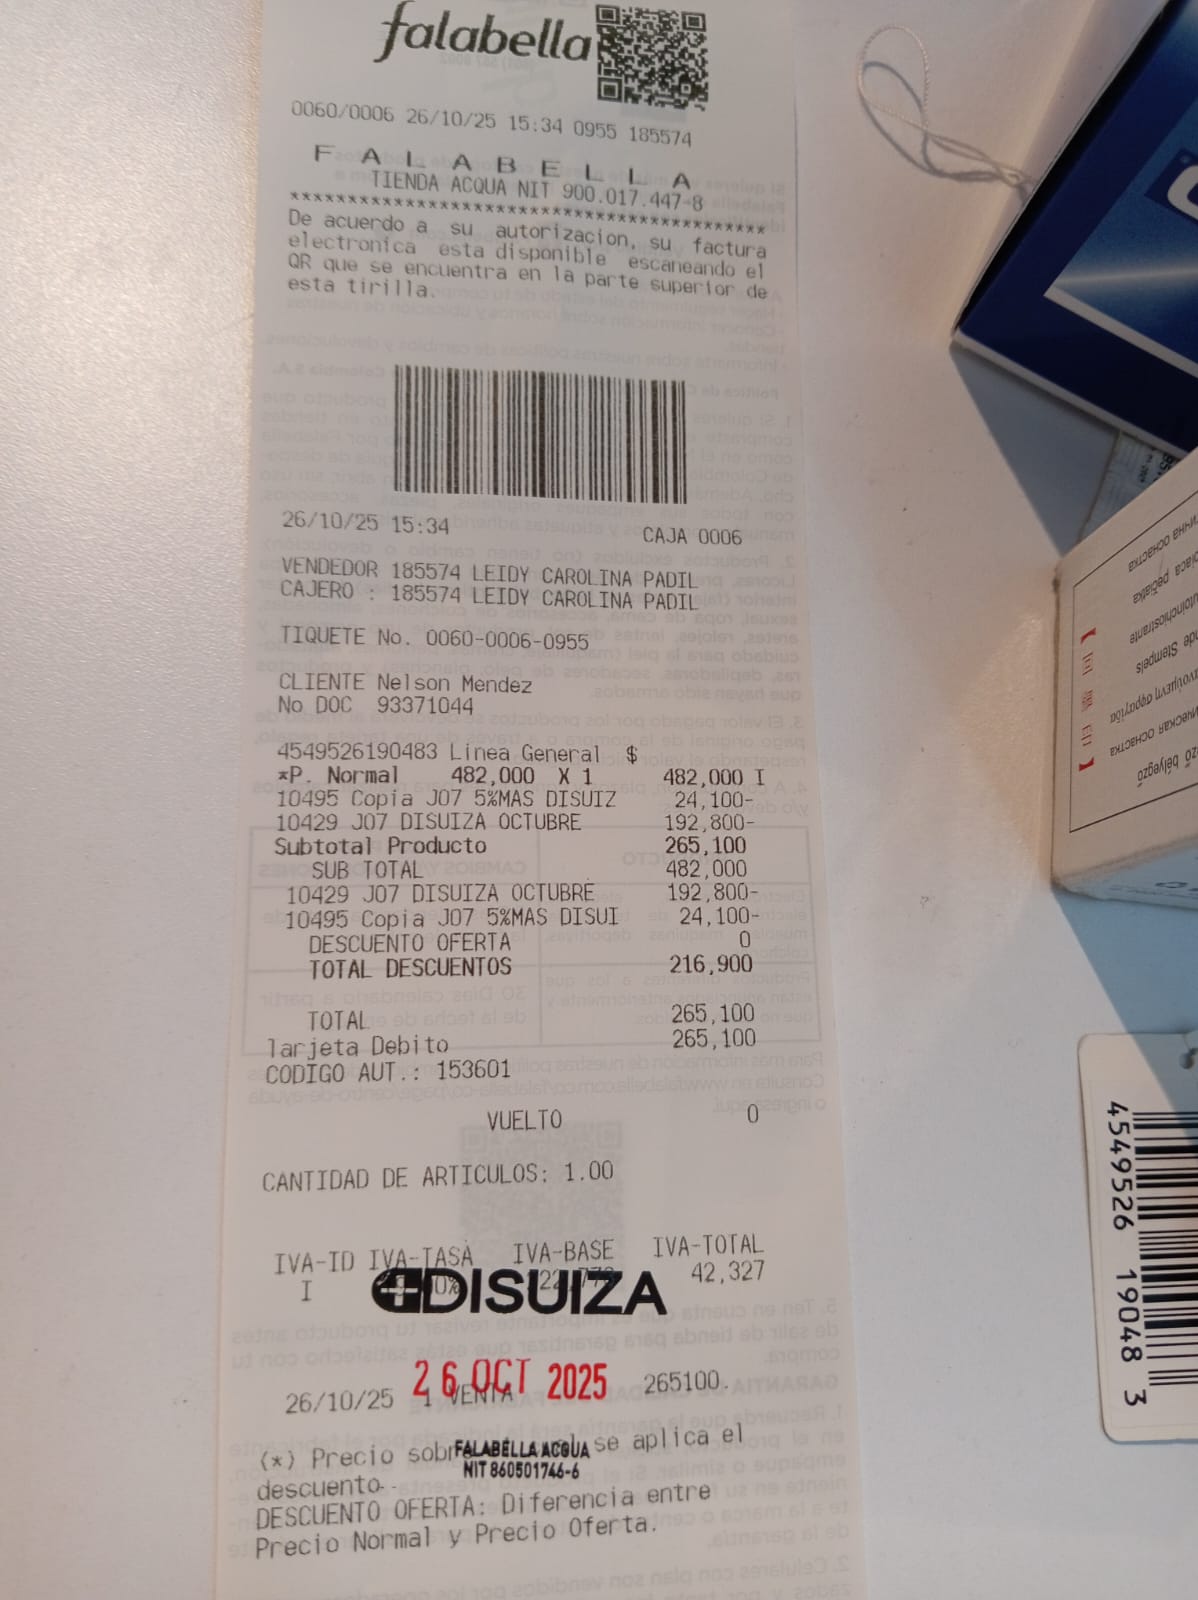 falabella
0060/0006 26/10/25 15:34 0955 185574
F A L A B E L L A
TIENDA ACQUA NIT 900.017.447-8
*****************************************
De acuerdo a su autorizacion, su factura
electronica esta disponible escaneando el
QR que se encuentra en la parte superior de
esta tirilla.
26/10/25 15:34 CAJA 0006
VENDEDOR 185574 LEIDY CAROLINA PADIL
CAJERO : 185574 LEIDY CAROLINA PADIL
TIQUETE No. 0060-0006-0955
CLIENTE Nelson Mendez
No DOC 93371044
4549526190483 Linea General $
*P. Normal 482,000 X 1 482,000 I
10495 Copia J07 5%MAS DISUIZ 24,100-
10429 J07 DISUIZA OCTUBRE 192,800-
Subtotal Producto 265,100
SUB TOTAL 482,000
10429 J07 DISUIZA OCTUBRE 192,800-
10495 Copia J07 5%MAS DISUI 24,100-
DESCUENTO OFERTA 0
TOTAL DESCUENTOS 216,900
TOTAL 265,100
Tarjeta Debito 265,100
CODIGO AUT.: 153601
VUELTO 0
CANTIDAD DE ARTICULOS: 1.00
IVA-ID IVA-TASA IVA-BASE IVA-TOTAL
I 42,327
DISUIZA
26 OCT 2025
26/10/25 1 VENTA 265100.
(*) Precio se aplica el
FALABELLA ACQUA
NIT 860501746-6
descuento--
DESCUENTO OFERTA: Diferencia entre
Precio Normal y Precio Oferta.
4549526 19048 3